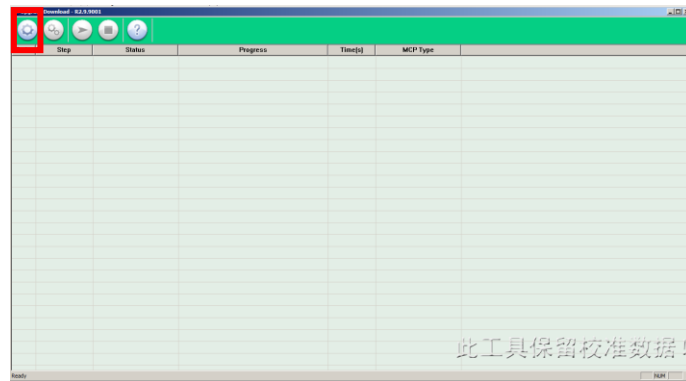 Download - R2.9.9001
Step Status Progress Time(s) MCP Type
此工具保留校准数据!
Ready NUM